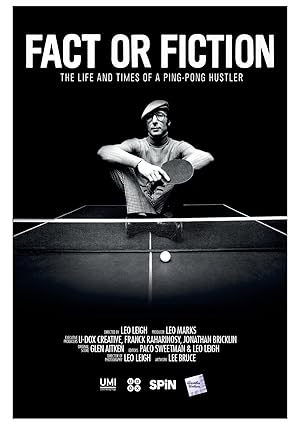 FACT OR FICTION
THE LIFE AND TIMES OF A PING-PONG HUSTLER
DIRECTED BY LEO LEIGH PRODUCER LEO MARKS
EXECUTIVE PRODUCERS U-DOX CREATIVE, FRANCK RAHARINOSY, JONATHAN BRICKLIN
ORIGINAL SCORE GLEN AITKEN EDITORS PACO SWEETMAN & LEO LEIGH
DIRECTOR OF PHOTOGRAPHY LEO LEIGH ARTWORK LEE BRUCE
UMI SPiN